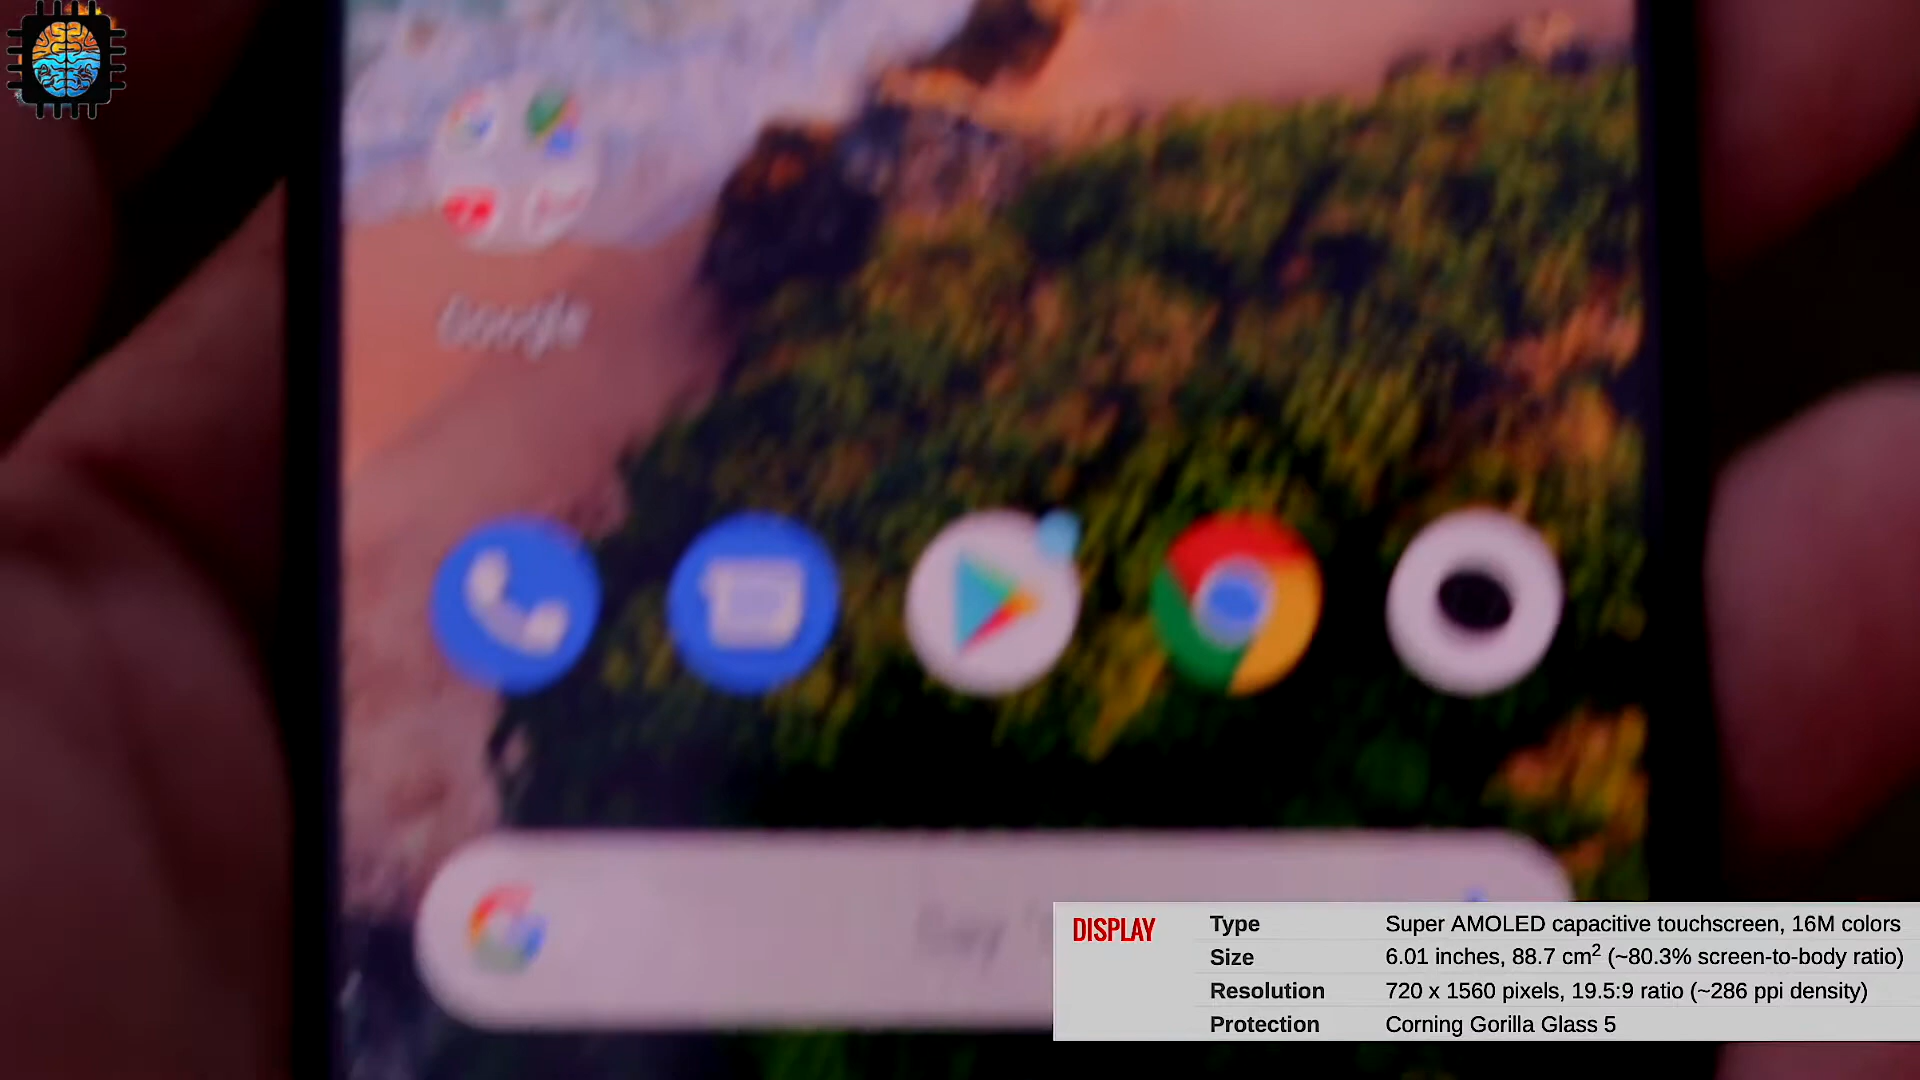 Google
DISPLAY
Type Super AMOLED capacitive touchscreen, 16M colors
Size 6.01 inches, 88.7 cm2 (~80.3% screen-to-body ratio)
Resolution 720 x 1560 pixels, 19.5:9 ratio (~286 ppi density)
Protection Corning Gorilla Glass 5